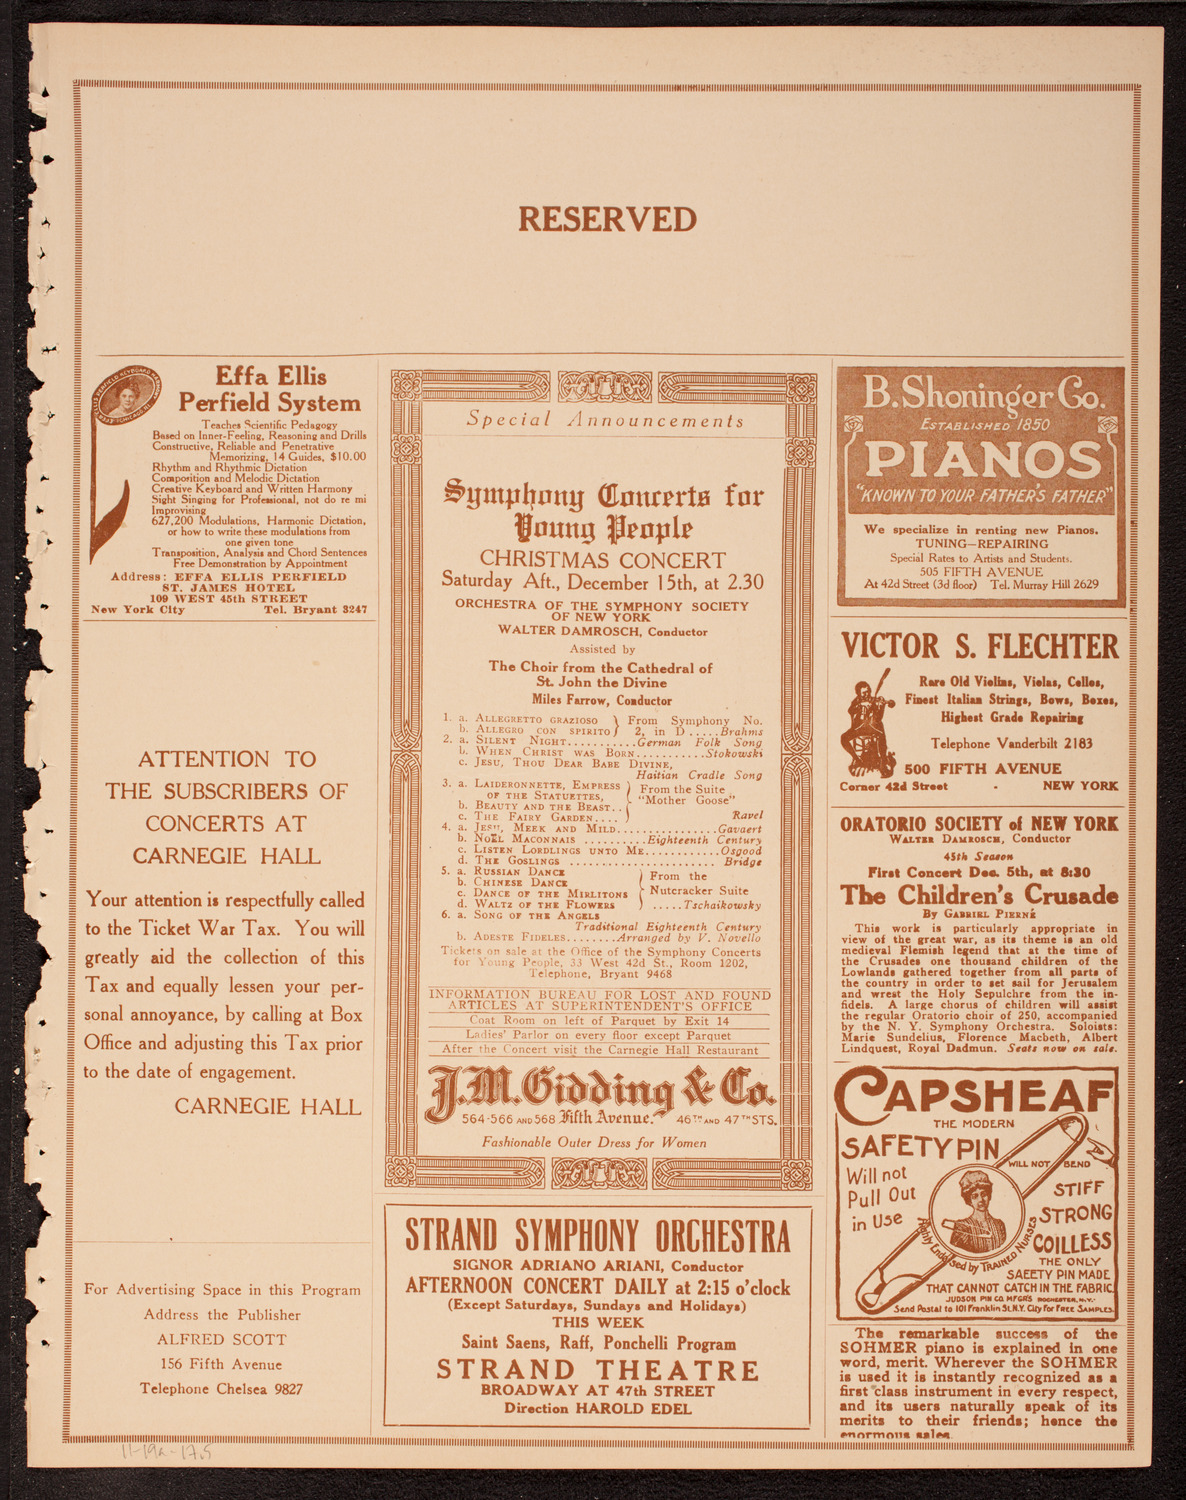 RESERVED
Effa Ellis
Perfield System
Teaches Scientific Pedagogy
Based on Inner-Feeling, Reasoning and Drills
Constructive, Reliable and Penetrative
Memorizing, 14 Guides, $10.00
Rhythm and Rhythmic Dictation
Composition and Melodic Dictation
Creative Keyboard and Written Harmony
Sight Singing for Professional, not do re mi
Improvising
627,200 Modulations, Harmonic Dictation,
or how to write these modulations from
one given tone
Transposition, Analysis and Chord Sentences
Free Demonstration by Appointment
Address: EFFA ELLIS PERFIELD
ST. JAMES HOTEL
109 WEST 45th STREET
New York City Tel. Bryant 3247
ATTENTION TO
THE SUBSCRIBERS OF
CONCERTS AT
CARNEGIE HALL
Your attention is respectfully called
to the Ticket War Tax. You will
greatly aid the collection of this
Tax and equally lessen your per-
sonal annoyance, by calling at Box
Office and adjusting this Tax prior
to the date of engagement.
CARNEGIE HALL
For Advertising Space in this Program
Address the Publisher
ALFRED SCOTT
156 Fifth Avenue
Telephone Chelsea 9827
11-19a-17.5
Special Announcements
Symphony Concerts for
Young People
CHRISTMAS CONCERT
Saturday Aft., December 15th, at 2.30
ORCHESTRA OF THE SYMPHONY SOCIETY
OF NEW YORK
WALTER DAMROSCH, Conductor
Assisted by
The Choir from the Cathedral of
St. John the Divine
Miles Farrow, Conductor
1. a. ALLEGRETTO GRAZIOSO } From Symphony No.
b. ALLEGRO CON SPIRITO } 2, in D.....Brahms
2. a. SILENT NIGHT...........German Folk Song
b. WHEN CHRIST WAS BORN...........Stokowski
c. JESU, THOU DEAR BABE DIVINE,
Haitian Cradle Song
3. a. LAIDERONNETTE, EMPRESS } From the Suite
OF THE STATUETTES, "Mother Goose"
b. BEAUTY AND THE BEAST..
c. THE FAIRY GARDEN.... Ravel
4. a. JESU, MEEK AND MILD...............Gavaert
b. NOËL MACONNAIS ..........Eighteenth Century
c. LISTEN LORDLINGS UNTO ME............Osgood
d. THE GOSLINGS ........................Bridge
5. a. RUSSIAN DANCE } From the
b. CHINESE DANCE
c. DANCE OF THE MIRLITONS Nutcracker Suite
d. WALTZ OF THE FLOWERS .....Tschaikowsky
6. a. SONG OF THE ANGELS
Traditional Eighteenth Century
b. ADESTE FIDELES........Arranged by V. Novello
Tickets on sale at the Office of the Symphony Concerts
for Young People, 33 West 42d St., Room 1202,
Telephone, Bryant 9468
INFORMATION BUREAU FOR LOST AND FOUND
ARTICLES AT SUPERINTENDENT'S OFFICE
Coat Room on left of Parquet by Exit 14
Ladies' Parlor on every floor except Parquet
After the Concert visit the Carnegie Hall Restaurant
J.M. Gidding & Co.
564-566 AND 568 Fifth Avenue. 46TH AND 47TH STS.
Fashionable Outer Dress for Women
STRAND SYMPHONY ORCHESTRA
SIGNOR ADRIANO ARIANI, Conductor
AFTERNOON CONCERT DAILY at 2:15 o'clock
(Except Saturdays, Sundays and Holidays)
THIS WEEK
Saint Saens, Raff, Ponchelli Program
STRAND THEATRE
BROADWAY AT 47th STREET
Direction HAROLD EDEL
B. Shoninger Co.
ESTABLISHED 1850
PIANOS
"KNOWN TO YOUR FATHER'S FATHER"
We specialize in renting new Pianos.
TUNING—REPAIRING
Special Rates to Artists and Students.
505 FIFTH AVENUE
At 42d Street (3d floor) Tel. Murray Hill 2629
VICTOR S. FLECHTER
Rare Old Violins, Violas, Cellos,
Finest Italian Strings, Bows, Boxes,
Highest Grade Repairing
Telephone Vanderbilt 2183
500 FIFTH AVENUE
Corner 42d Street - NEW YORK
ORATORIO SOCIETY of NEW YORK
WALTER DAMROSCH, Conductor
45th Season
First Concert Dec. 5th, at 8:30
The Children's Crusade
By GABRIEL PIERNÉ
This work is particularly appropriate in
view of the great war, as its theme is an old
medieval Flemish legend that at the time of
the Crusades one thousand children of the
Lowlands gathered together from all parts of
the country in order to set sail for Jerusalem
and wrest the Holy Sepulchre from the in-
fidels. A large chorus of children will assist
the regular Oratorio choir of 250, accompanied
by the N. Y. Symphony Orchestra. Soloists:
Marie Sundelius, Florence Macbeth, Albert
Lindquest, Royal Dadmun. Seats now on sale.
CAPSHEAF
THE MODERN
SAFETY PIN
WILL NOT BEND
Will not
Pull Out
in Use
STIFF
STRONG
COILLESS
Highly Endorsed by TRAINED NURSES
THE ONLY
SAFETY PIN MADE
THAT CANNOT CATCH IN THE FABRIC.
JUDSON PIN CO. MFGRS ROCHESTER, N.Y.
Send Postal to 101 Franklin St. N.Y. City for FREE SAMPLES.
The remarkable success of the
SOHMER piano is explained in one
word, merit. Wherever the SOHMER
is used it is instantly recognized as a
first class instrument in every respect,
and its users naturally speak of its
merits to their friends; hence the
enormous sales.